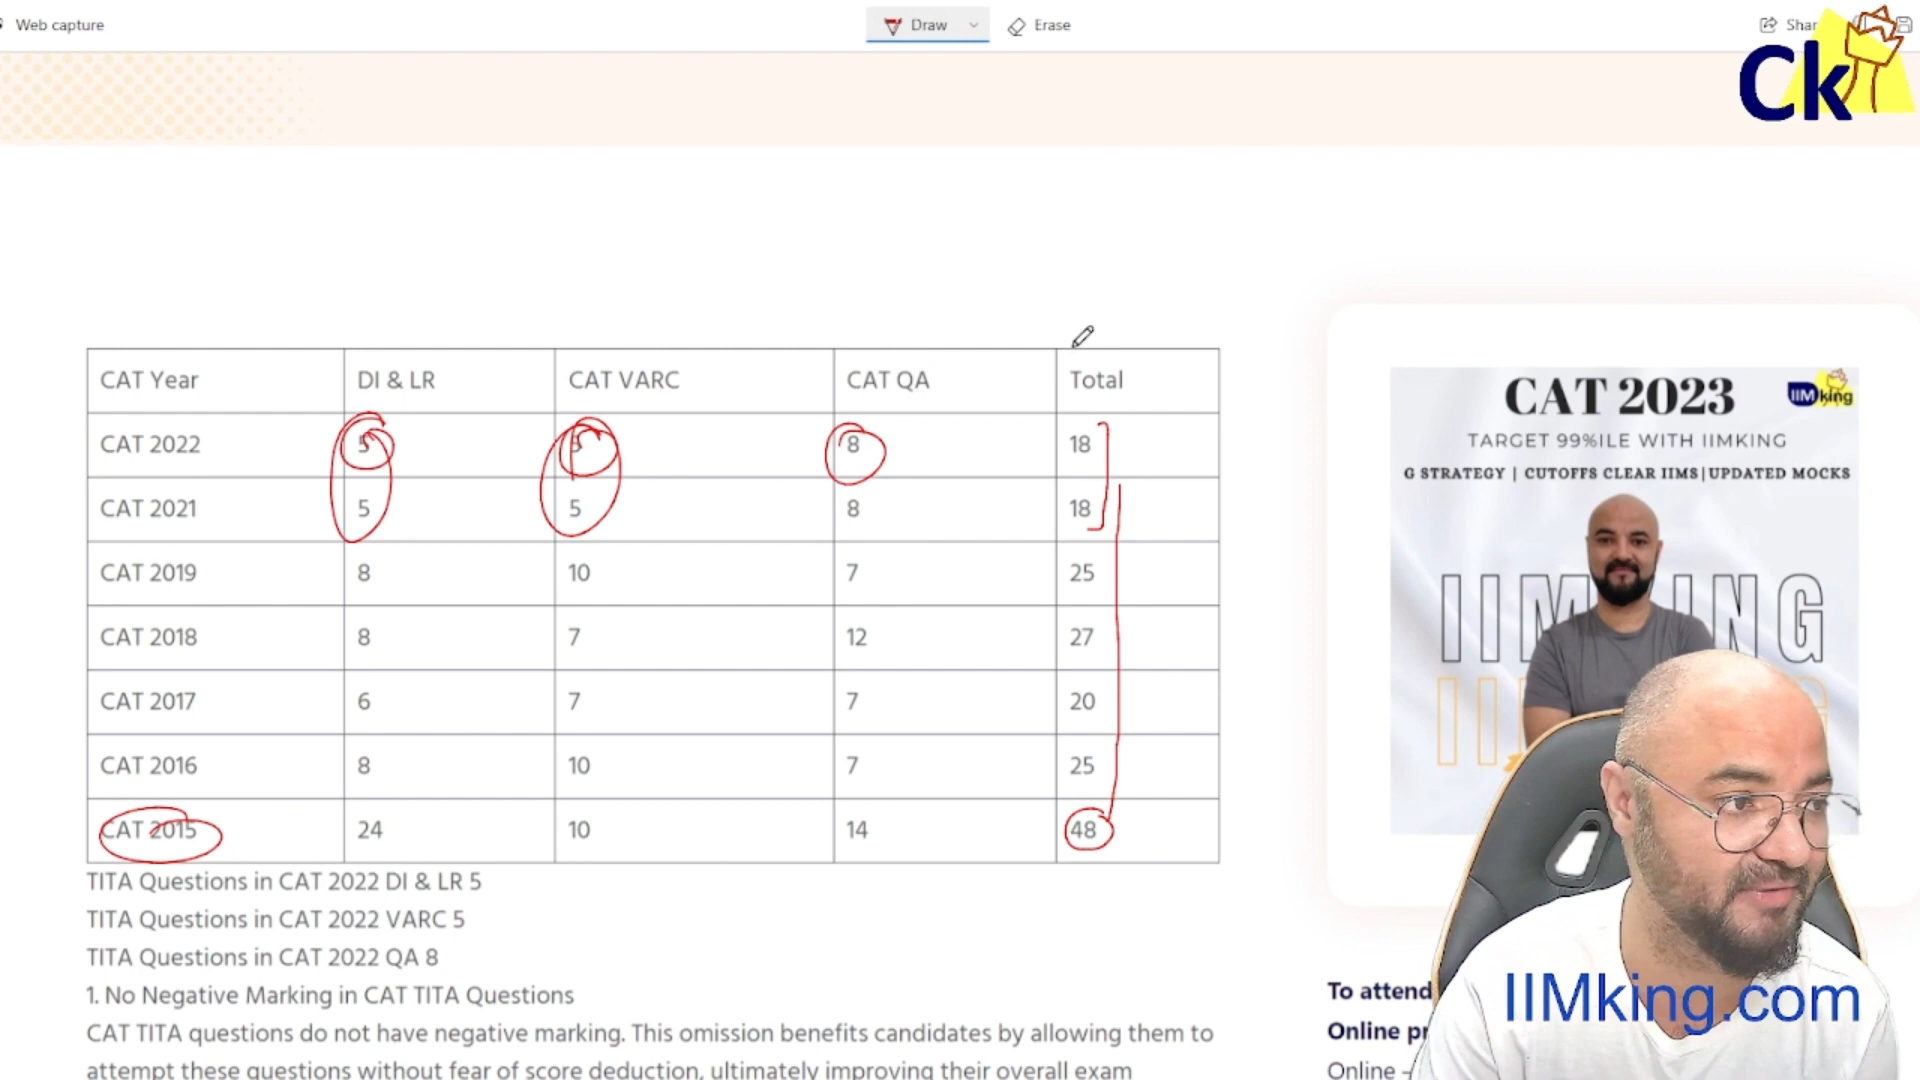 Web capture
Draw
Erase
Shar
Ck
CAT Year DI & LR CAT VARC CAT QA Total
CAT 2022 5 5 8 18
CAT 2021 5 5 8 18
CAT 2019 8 10 7 25
CAT 2018 8 7 12 27
CAT 2017 6 7 7 20
CAT 2016 8 10 7 25
CAT 2015 24 10 14 48
TITA Questions in CAT 2022 DI & LR 5
TITA Questions in CAT 2022 VARC 5
TITA Questions in CAT 2022 QA 8
1. No Negative Marking in CAT TITA Questions
CAT TITA questions do not have negative marking. This omission benefits candidates by allowing them to
attempt these questions without fear of score deduction, ultimately improving their overall exam
CAT 2023
IIM king
TARGET 99%ILE WITH IIMKING
G STRATEGY | CUTOFFS CLEAR IIMS|UPDATED MOCKS
To attend
Online pr
Online -
IIMking.com